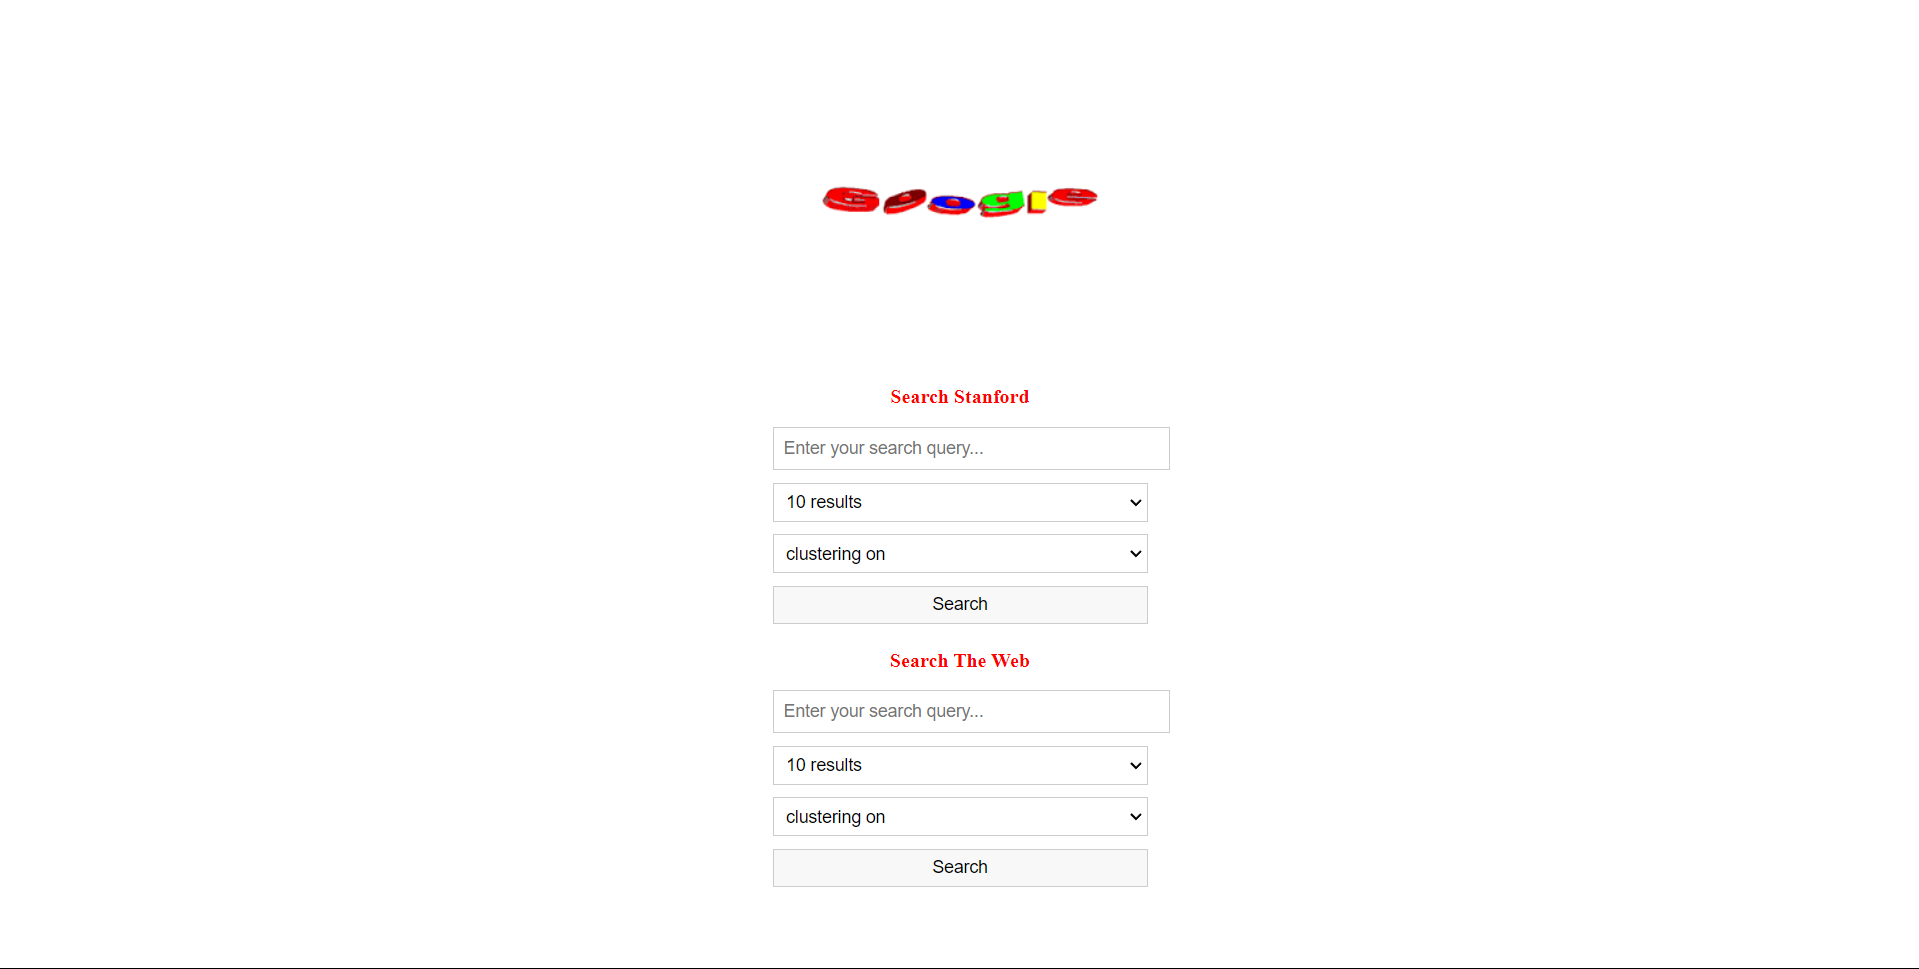 Google
Search Stanford
Enter your search query...
10 results
clustering on
Search
Search The Web
Enter your search query...
10 results
clustering on
Search